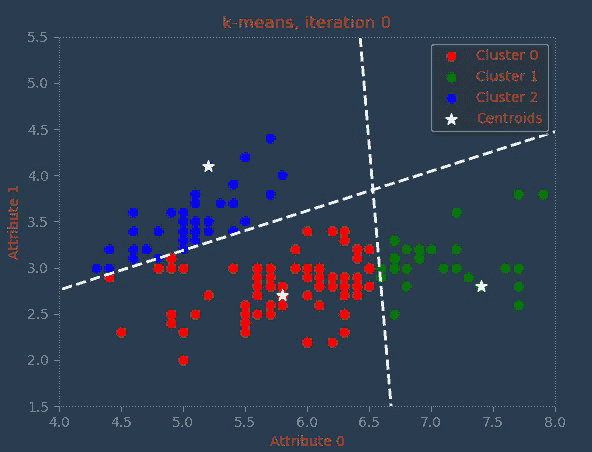 k-means, iteration 0
5.5
5.0
4.5
4.0
3.5
3.0
2.5
2.0
1.5
Attribute 1
Cluster 0
Cluster 1
Cluster 2
Centroids
4.0 4.5 5.0 5.5 6.0 6.5 7.0 7.5 8.0
Attribute 0